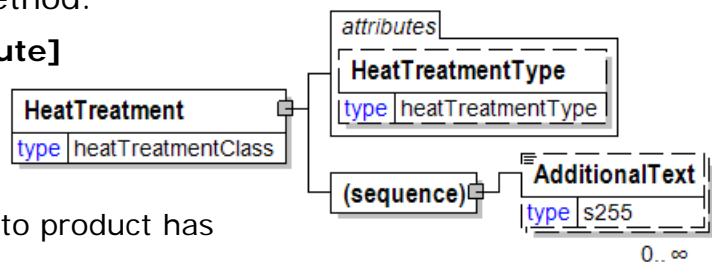 ethod.
ute]
attributes
HeatTreatmentType
type heatTreatmentType
HeatTreatment
type heatTreatmentClass
(sequence)
AdditionalText
type s255
to product has
0..∞